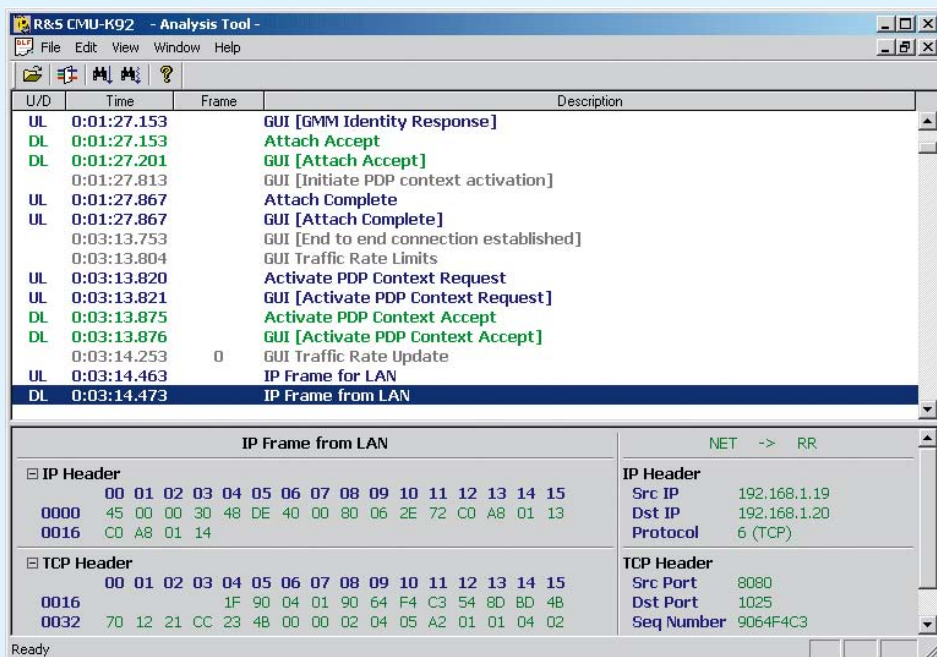 R&S CMU-K92 - Analysis Tool -
File Edit View Window Help
U/D Time Frame Description
UL 0:01:27.153 GUI [GMM Identity Response]
DL 0:01:27.153 Attach Accept
DL 0:01:27.201 GUI [Attach Accept]
0:01:27.813 GUI [Initiate PDP context activation]
UL 0:01:27.867 Attach Complete
UL 0:01:27.867 GUI [Attach Complete]
0:03:13.753 GUI [End to end connection established]
0:03:13.804 GUI Traffic Rate Limits
UL 0:03:13.820 Activate PDP Context Request
UL 0:03:13.821 GUI [Activate PDP Context Request]
DL 0:03:13.875 Activate PDP Context Accept
DL 0:03:13.876 GUI [Activate PDP Context Accept]
0:03:14.253 0 GUI Traffic Rate Update
UL 0:03:14.463 IP Frame for LAN
DL 0:03:14.473 IP Frame from LAN
IP Frame from LAN
IP Header
00 01 02 03 04 05 06 07 08 09 10 11 12 13 14 15
0000 45 00 00 30 48 DE 40 00 80 06 2E 72 C0 A8 01 13
0016 C0 A8 01 14
TCP Header
00 01 02 03 04 05 06 07 08 09 10 11 12 13 14 15
0016 1F 90 04 01 90 64 F4 C3 54 8D BD 4B
0032 70 12 21 CC 23 4B 00 00 02 04 05 A2 01 01 04 02
NET -> RR
IP Header
Src IP 192.168.1.19
Dst IP 192.168.1.20
Protocol 6 (TCP)
TCP Header
Src Port 8080
Dst Port 1025
Seq Number 9064F4C3
Ready